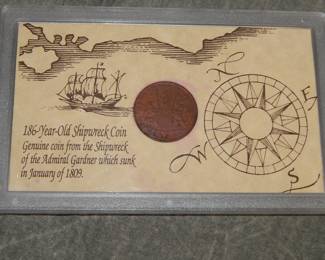 N
E
186-Year-Old Shipwreck Coin
Genuine coin from the Shipwreck
of the Admiral Gardner which sunk
in January of 1809.
W
S